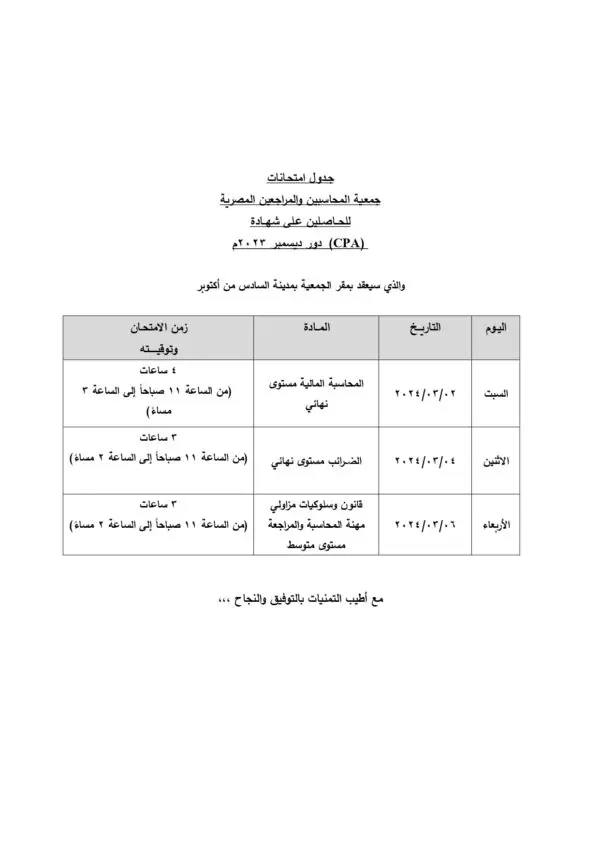 جدول امتحانات
جمعية المحاسبين والمراجعين المصرية
للحاصلين على شهادة
(CPA) دور ديسمبر ٢٠٢٣م
والذي سيعقد بمقر الجمعية بمدينة السادس من أكتوبر
اليوم التاريخ المادة زمن الامتحان
وتوقيته
السبت ٢٠٢٤/٠٣/٠٢ المحاسبة المالية مستوى
نهائي
٤ ساعات
(من الساعة ١١ صباحاً إلى الساعة ٣
مساءً)
الاثنين ٢٠٢٤/٠٣/٠٤ الضرائب مستوى نهائي
٣ ساعات
(من الساعة ١١ صباحاً إلى الساعة ٢ مساءً)
الأربعاء ٢٠٢٤/٠٣/٠٦ قانون وسلوكيات مزاولي
مهنة المحاسبة والمراجعة
مستوى متوسط
٣ ساعات
(من الساعة ١١ صباحاً إلى الساعة ٢ مساءً)
مع أطيب التمنيات بالتوفيق والنجاح ،،،